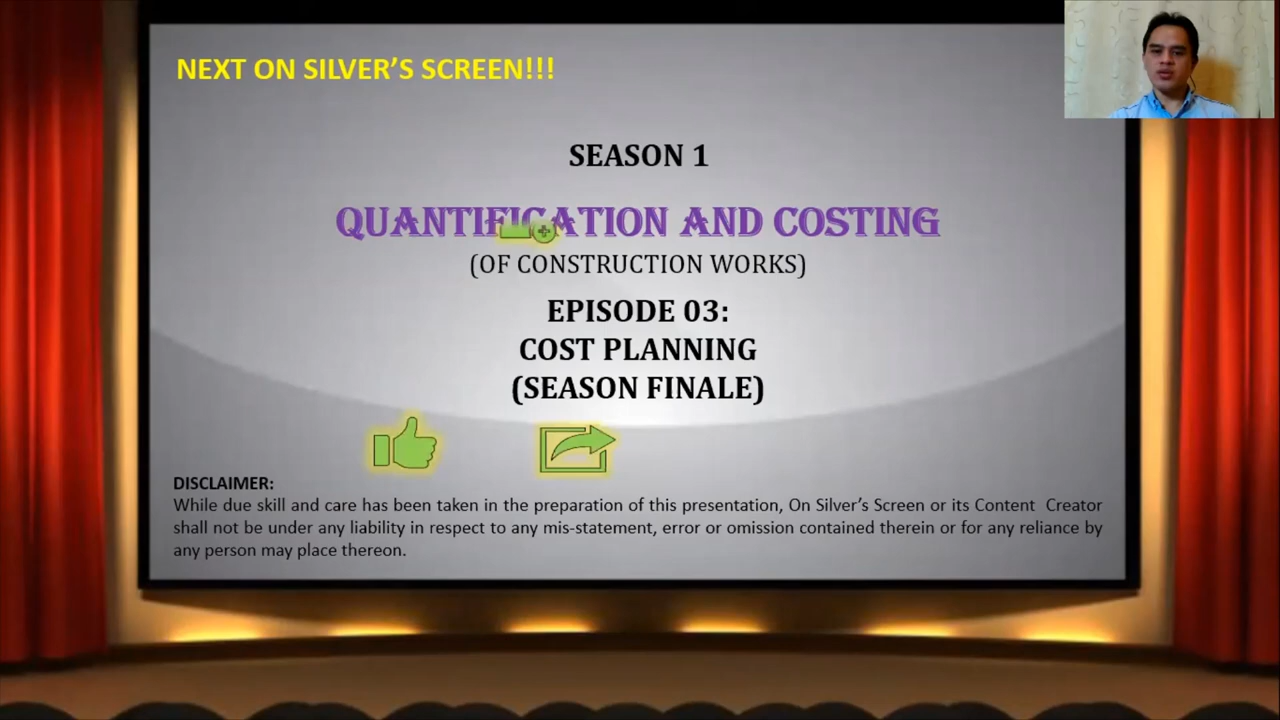 NEXT ON SILVER'S SCREEN!!!
SEASON 1
QUANTIFICATION AND COSTING
(OF CONSTRUCTION WORKS)
EPISODE 03:
COST PLANNING
(SEASON FINALE)
DISCLAIMER:
While due skill and care has been taken in the preparation of this presentation, On Silver's Screen or its Content Creator
shall not be under any liability in respect to any mis-statement, error or omission contained therein or for any reliance by
any person may place thereon.